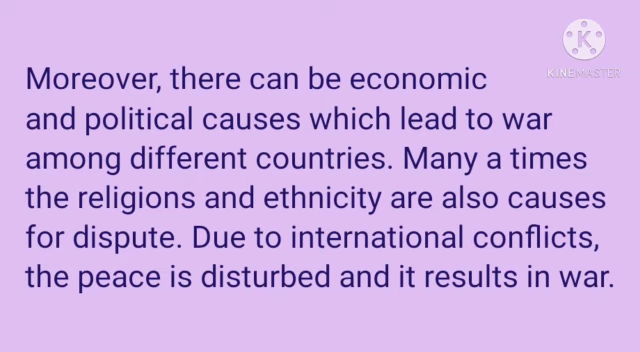 K
KINEMASTER
Moreover, there can be economic
and political causes which lead to war
among different countries. Many a times
the religions and ethnicity are also causes
for dispute. Due to international conflicts,
the peace is disturbed and it results in war.